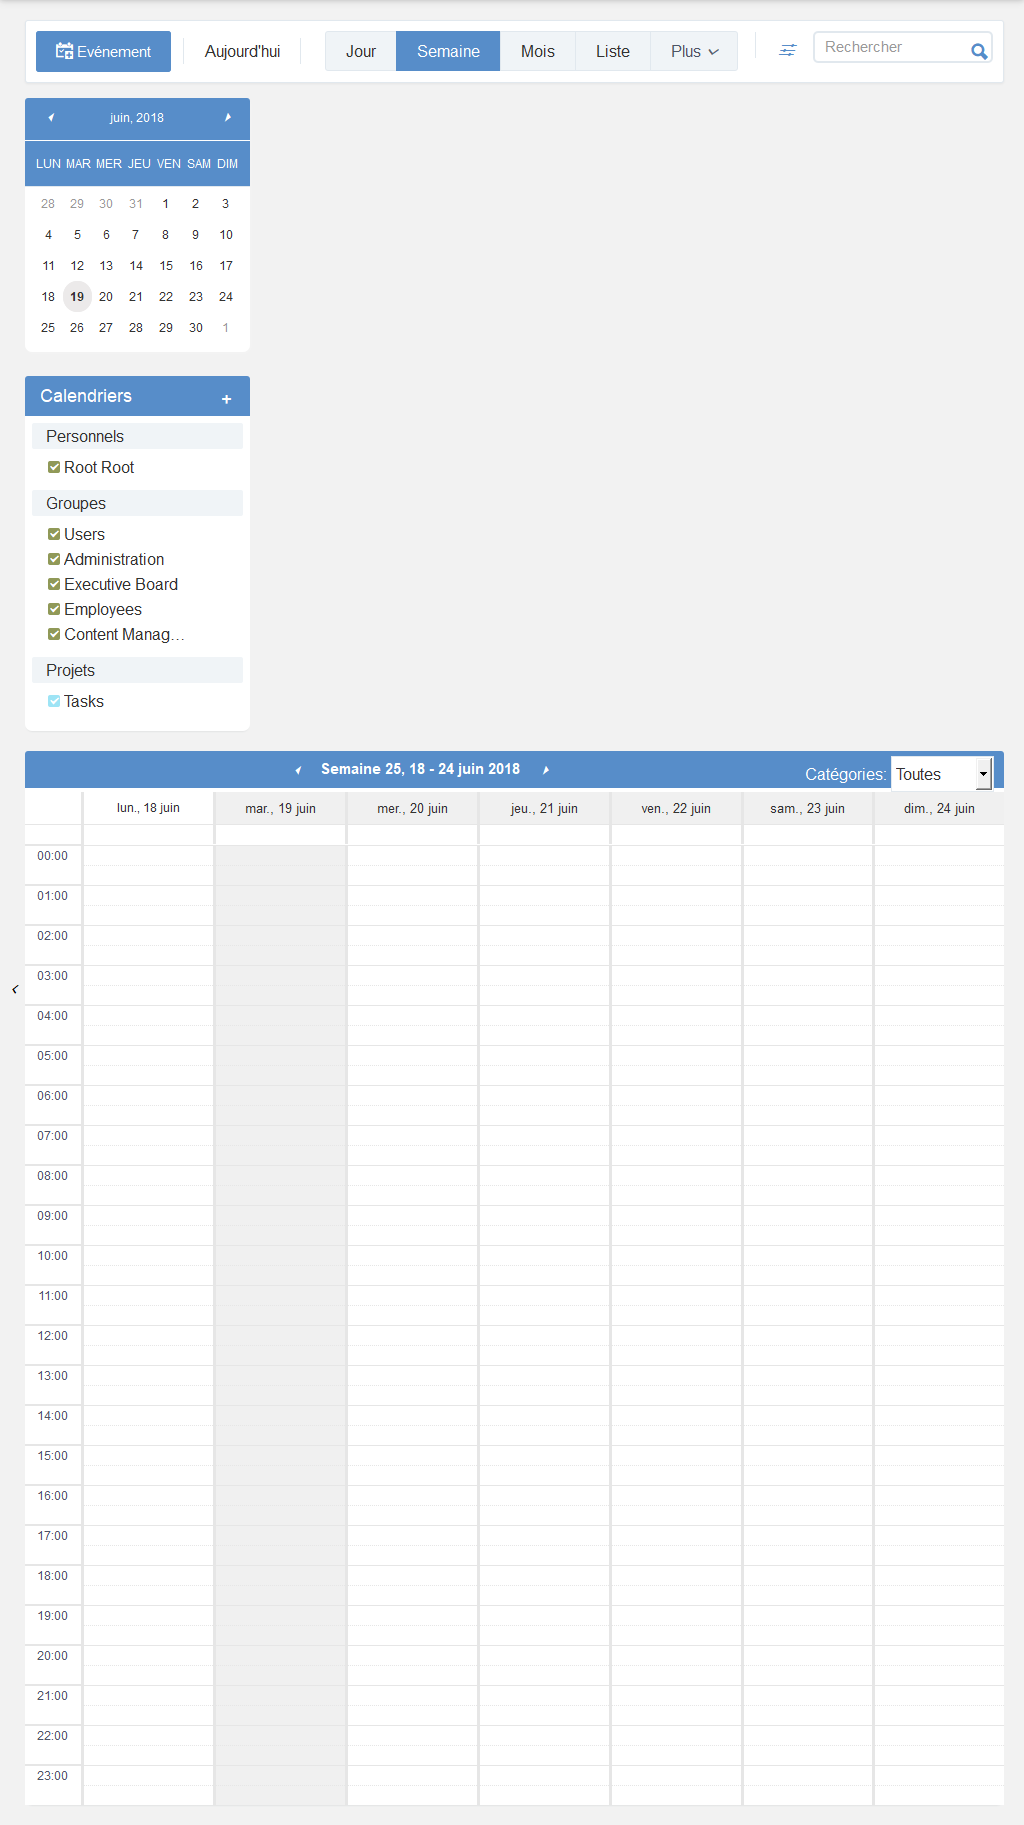 Evénement Aujourd'hui Jour Semaine Mois Liste Plus Rechercher
juin, 2018
LUN MAR MER JEU VEN SAM DIM
28 29 30 31 1 2 3
4 5 6 7 8 9 10
11 12 13 14 15 16 17
18 19 20 21 22 23 24
25 26 27 28 29 30 1
Calendriers +
Personnels
Root Root
Groupes
Users
Administration
Executive Board
Employees
Content Manag...
Projets
Tasks
Semaine 25, 18 - 24 juin 2018 Catégories: Toutes
lun., 18 juin mar., 19 juin mer., 20 juin jeu., 21 juin ven., 22 juin sam., 23 juin dim., 24 juin
00:00
01:00
02:00
03:00
04:00
05:00
06:00
07:00
08:00
09:00
10:00
11:00
12:00
13:00
14:00
15:00
16:00
17:00
18:00
19:00
20:00
21:00
22:00
23:00